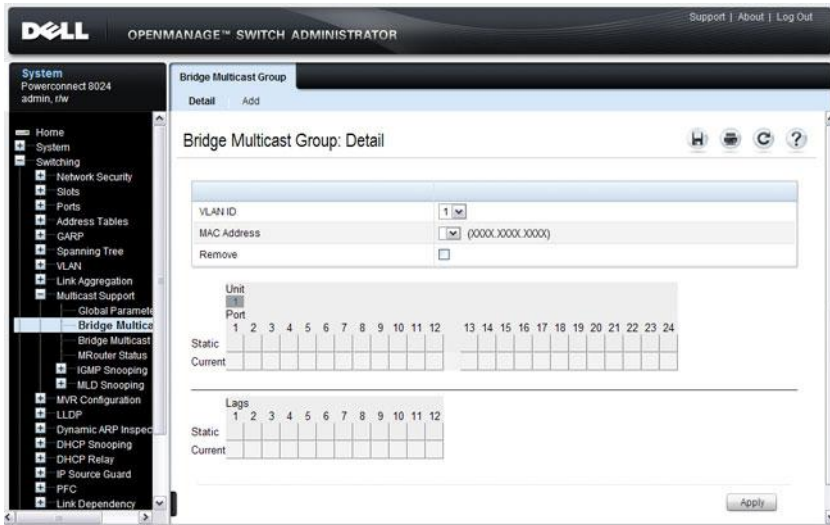 Support | About | Log Out
DELL
OPENMANAGE™ SWITCH ADMINISTRATOR
System
Powerconnect 8024
admin, r/w
Home
System
Switching
Network Security
Slots
Ports
Address Tables
GARP
Spanning Tree
VLAN
Link Aggregation
Multicast Support
Global Paramete
Bridge Multica
Bridge Multicast
MRouter Status
IGMP Snooping
MLD Snooping
MVR Configuration
LLDP
Dynamic ARP Inspec
DHCP Snooping
DHCP Relay
IP Source Guard
PFC
Link Dependency
Bridge Multicast Group
Detail Add
Bridge Multicast Group: Detail
VLAN ID 1
MAC Address (XXXX.XXXX.XXXX)
Remove
Unit
1
Port
1 2 3 4 5 6 7 8 9 10 11 12 13 14 15 16 17 18 19 20 21 22 23 24
Static
Current
Lags
1 2 3 4 5 6 7 8 9 10 11 12
Static
Current
Apply